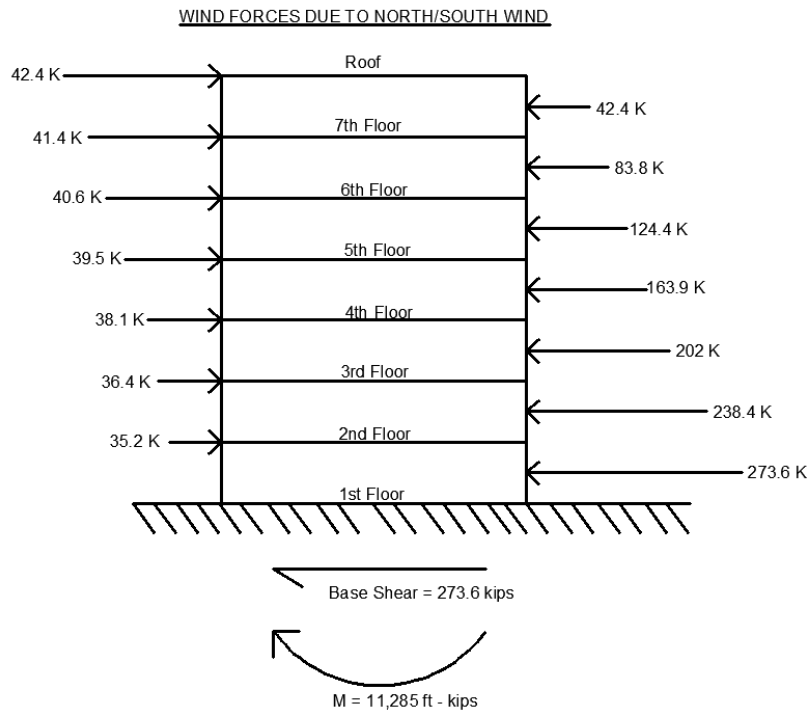 WIND FORCES DUE TO NORTH/SOUTH WIND
Roof
42.4 K
42.4 K
7th Floor
41.4 K
83.8 K
6th Floor
40.6 K
124.4 K
5th Floor
39.5 K
163.9 K
4th Floor
38.1 K
202 K
3rd Floor
36.4 K
238.4 K
2nd Floor
35.2 K
273.6 K
1st Floor
Base Shear = 273.6 kips
M = 11,285 ft - kips